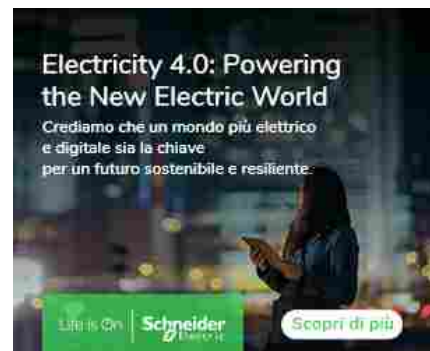 Electricity 4.0: Powering
the New Electric World
Crediamo che un mondo più elettrico
e digitale sia la chiave
per un futuro sostenibile e resiliente.
Life Is On | Schneider
Electric
Scopri di più